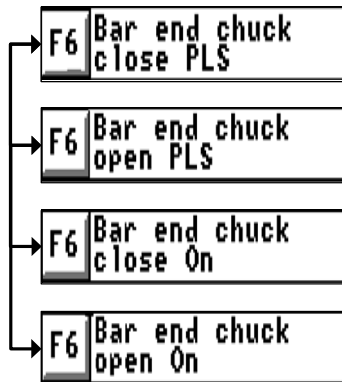 F6 Bar end chuck
close PLS
F6 Bar end chuck
open PLS
F6 Bar end chuck
close On
F6 Bar end chuck
open On